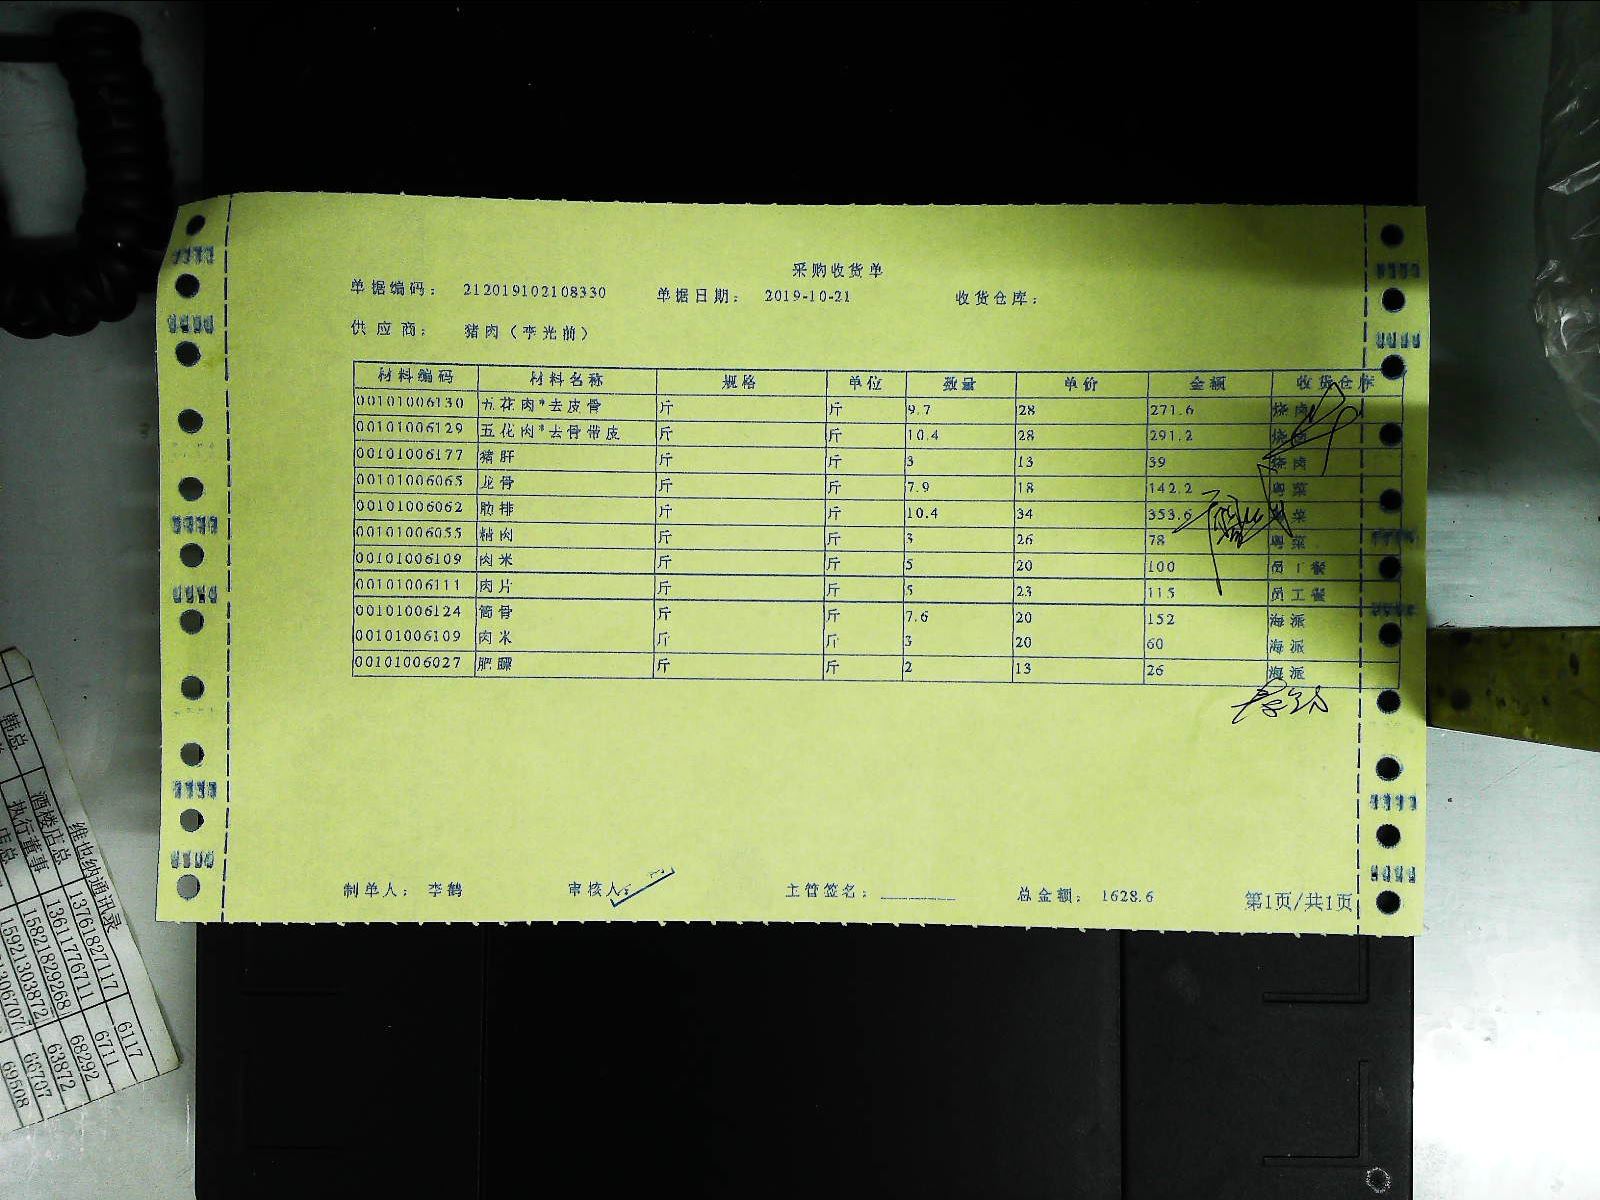 采购收货单
单据编码： 212019102108330 单据日期： 2019-10-21 收货仓库：
供应商： 猪肉（李光前）
材料编码 材料名称 规格 单位 数量 单价 金额 收货仓库
00101006130 五花肉*去皮骨 斤 斤 9.7 28 271.6 烧肉
00101006129 五花肉*去骨带皮 斤 斤 10.4 28 291.2 烧肉
00101006177 猪肝 斤 斤 3 13 39 烧肉
00101006065 龙骨 斤 斤 7.9 18 142.2 粤菜
00101006062 肋排 斤 斤 10.4 34 353.6 粤菜
00101006055 精肉 斤 斤 3 26 78 粤菜
00101006109 肉米 斤 斤 5 20 100 员工餐
00101006111 肉片 斤 斤 5 23 115 员工餐
00101006124 筒骨 斤 斤 7.6 20 152 海派
00101006109 肉米 斤 斤 3 20 60 海派
00101006027 肥膘 斤 斤 2 13 26 海派
制单人： 李鹤 审核人： 主管签名： 总金额： 1628.6 第1页/共1页
维也纳通讯录
韩总 酒楼店总 13761827117 6117
执行董事 13611776711 6711
店总 15821829268 68292
15921303872 63872
66707
69508